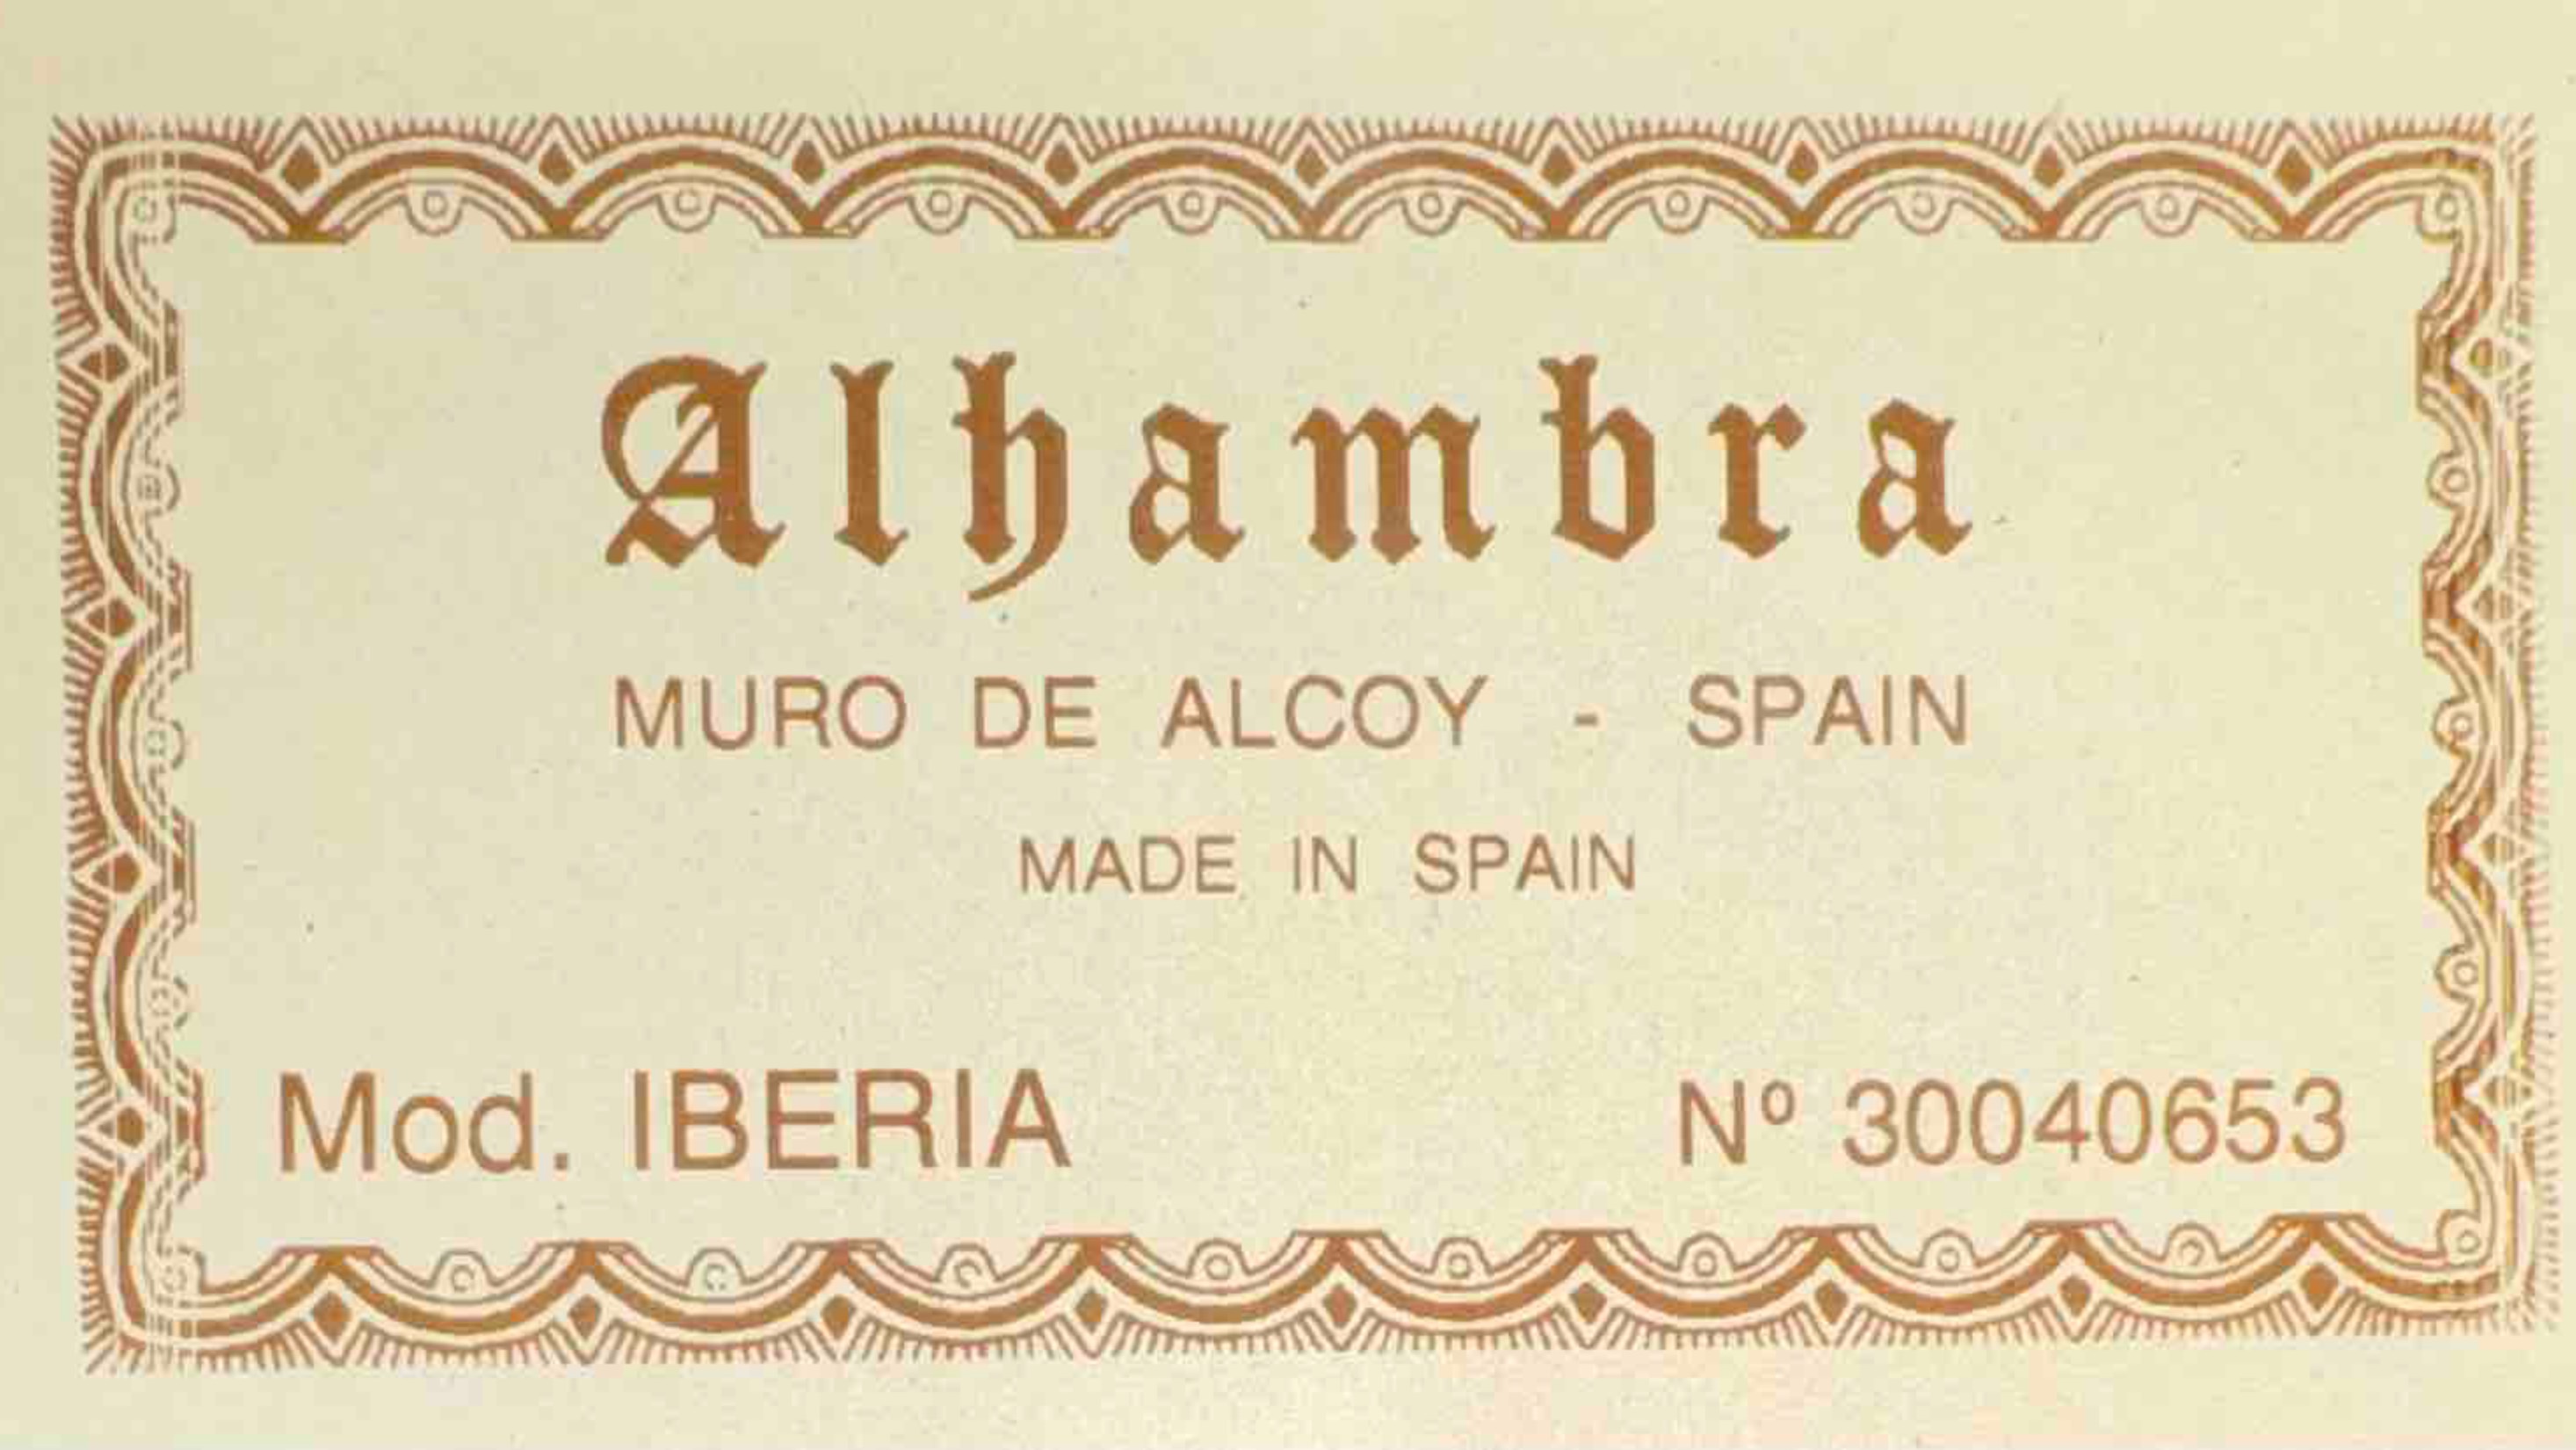 Alhambra
MURO DE ALCOY - SPAIN
MADE IN SPAIN
Mod. IBERIA Nº 30040653